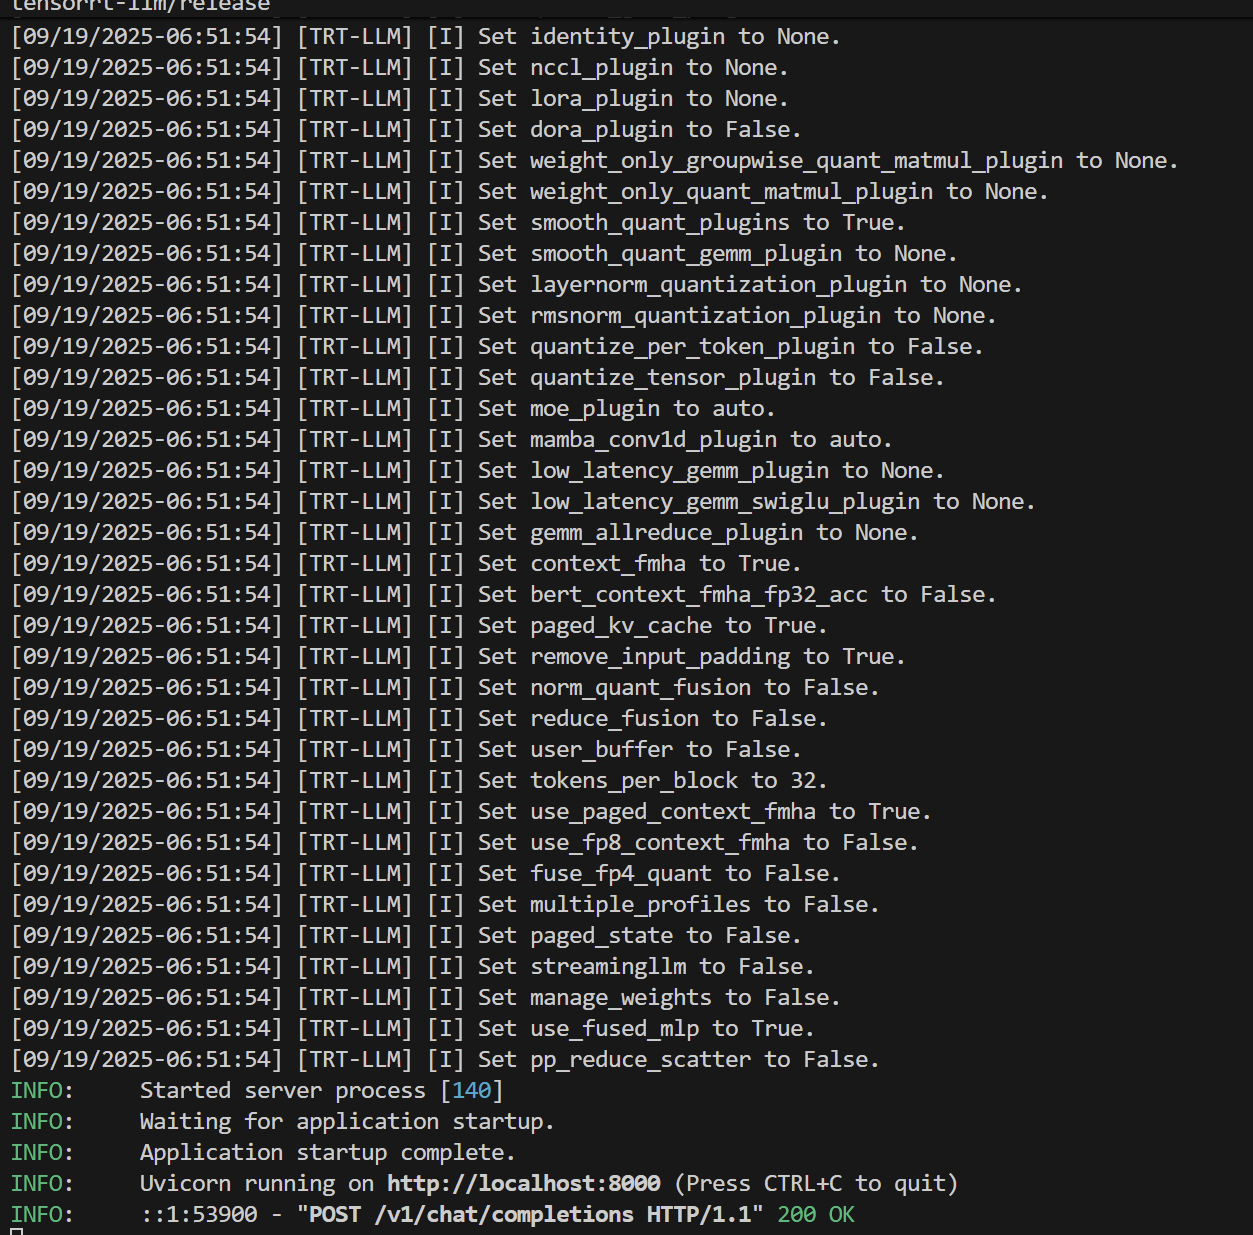 tensorrt-llm/release
[09/19/2025-06:51:54] [TRT-LLM] [I] Set identity_plugin to None.
[09/19/2025-06:51:54] [TRT-LLM] [I] Set nccl_plugin to None.
[09/19/2025-06:51:54] [TRT-LLM] [I] Set lora_plugin to None.
[09/19/2025-06:51:54] [TRT-LLM] [I] Set dora_plugin to False.
[09/19/2025-06:51:54] [TRT-LLM] [I] Set weight_only_groupwise_quant_matmul_plugin to None.
[09/19/2025-06:51:54] [TRT-LLM] [I] Set weight_only_quant_matmul_plugin to None.
[09/19/2025-06:51:54] [TRT-LLM] [I] Set smooth_quant_plugins to True.
[09/19/2025-06:51:54] [TRT-LLM] [I] Set smooth_quant_gemm_plugin to None.
[09/19/2025-06:51:54] [TRT-LLM] [I] Set layernorm_quantization_plugin to None.
[09/19/2025-06:51:54] [TRT-LLM] [I] Set rmsnorm_quantization_plugin to None.
[09/19/2025-06:51:54] [TRT-LLM] [I] Set quantize_per_token_plugin to False.
[09/19/2025-06:51:54] [TRT-LLM] [I] Set quantize_tensor_plugin to False.
[09/19/2025-06:51:54] [TRT-LLM] [I] Set moe_plugin to auto.
[09/19/2025-06:51:54] [TRT-LLM] [I] Set mamba_conv1d_plugin to auto.
[09/19/2025-06:51:54] [TRT-LLM] [I] Set low_latency_gemm_plugin to None.
[09/19/2025-06:51:54] [TRT-LLM] [I] Set low_latency_gemm_swiglu_plugin to None.
[09/19/2025-06:51:54] [TRT-LLM] [I] Set gemm_allreduce_plugin to None.
[09/19/2025-06:51:54] [TRT-LLM] [I] Set context_fmha to True.
[09/19/2025-06:51:54] [TRT-LLM] [I] Set bert_context_fmha_fp32_acc to False.
[09/19/2025-06:51:54] [TRT-LLM] [I] Set paged_kv_cache to True.
[09/19/2025-06:51:54] [TRT-LLM] [I] Set remove_input_padding to True.
[09/19/2025-06:51:54] [TRT-LLM] [I] Set norm_quant_fusion to False.
[09/19/2025-06:51:54] [TRT-LLM] [I] Set reduce_fusion to False.
[09/19/2025-06:51:54] [TRT-LLM] [I] Set user_buffer to False.
[09/19/2025-06:51:54] [TRT-LLM] [I] Set tokens_per_block to 32.
[09/19/2025-06:51:54] [TRT-LLM] [I] Set use_paged_context_fmha to True.
[09/19/2025-06:51:54] [TRT-LLM] [I] Set use_fp8_context_fmha to False.
[09/19/2025-06:51:54] [TRT-LLM] [I] Set fuse_fp4_quant to False.
[09/19/2025-06:51:54] [TRT-LLM] [I] Set multiple_profiles to False.
[09/19/2025-06:51:54] [TRT-LLM] [I] Set paged_state to False.
[09/19/2025-06:51:54] [TRT-LLM] [I] Set streamingllm to False.
[09/19/2025-06:51:54] [TRT-LLM] [I] Set manage_weights to False.
[09/19/2025-06:51:54] [TRT-LLM] [I] Set use_fused_mlp to True.
[09/19/2025-06:51:54] [TRT-LLM] [I] Set pp_reduce_scatter to False.
INFO:     Started server process [140]
INFO:     Waiting for application startup.
INFO:     Application startup complete.
INFO:     Uvicorn running on http://localhost:8000 (Press CTRL+C to quit)
INFO:     ::1:53900 - "POST /v1/chat/completions HTTP/1.1" 200 OK